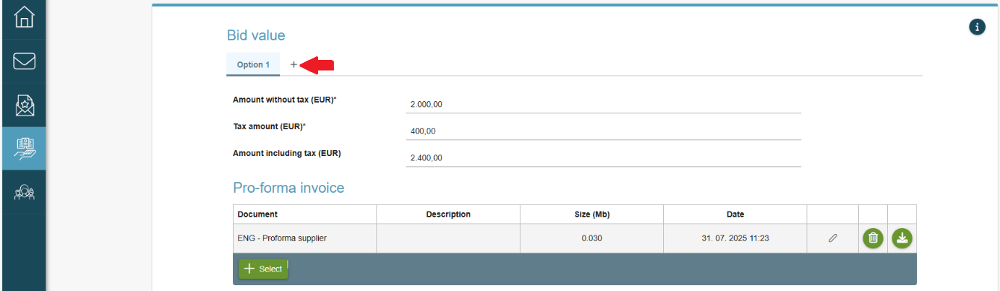 Bid value
Option 1 +
Amount without tax (EUR)* 2.000,00
Tax amount (EUR)* 400,00
Amount including tax (EUR) 2.400,00
Pro-forma invoice
Document Description Size (Mb) Date
ENG - Proforma supplier 0.030 31. 07. 2025 11:23
+ Select